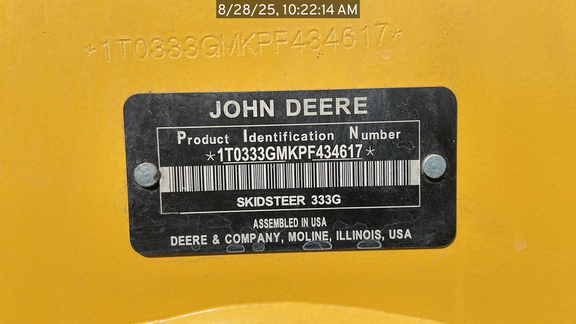 8/28/25, 10:22:14 AM
*1T0333GMKPF434617*
JOHN DEERE
Product Identification Number
*1T0333GMKPF434617*
SKIDSTEER 333G
ASSEMBLED IN USA
DEERE & COMPANY, MOLINE, ILLINOIS, USA